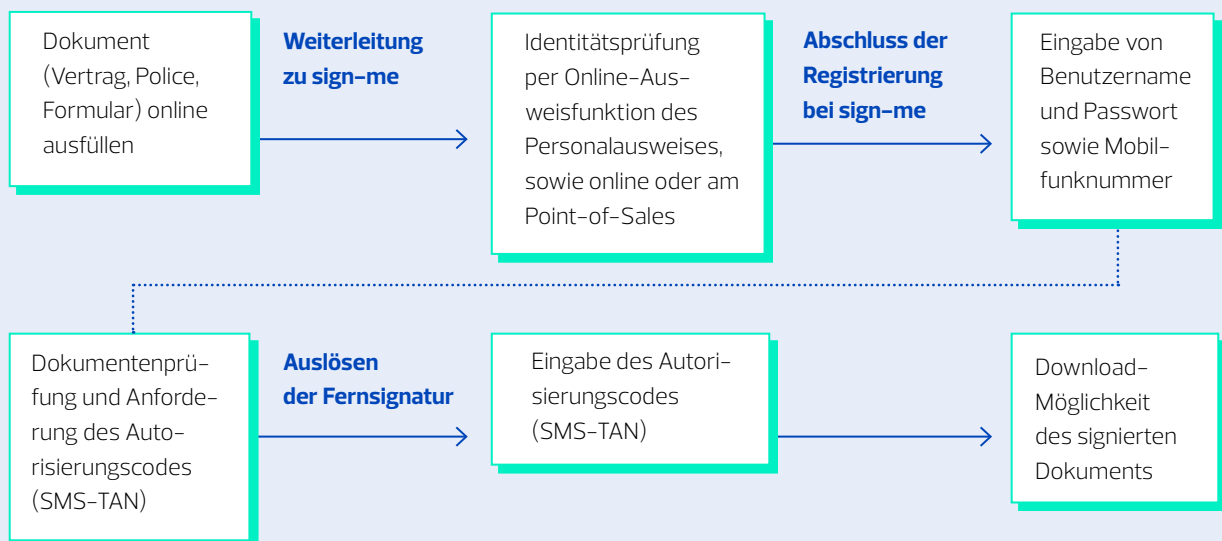 Dokument
(Vertrag, Police,
Formular) online
ausfüllen
Weiterleitung
zu sign-me
Identitätsprüfung
per Online-Aus-
weisfunktion des
Personalausweises,
sowie online oder am
Point-of-Sales
Abschluss der
Registrierung
bei sign-me
Eingabe von
Benutzername
und Passwort
sowie Mobil-
funknummer
Dokumentenprü-
fung und Anforde-
rung des Auto-
risierungscodes
(SMS-TAN)
Auslösen
der Fernsignatur
Eingabe des Autori-
sierungscodes
(SMS-TAN)
Download-
Möglichkeit
des signierten
Dokuments